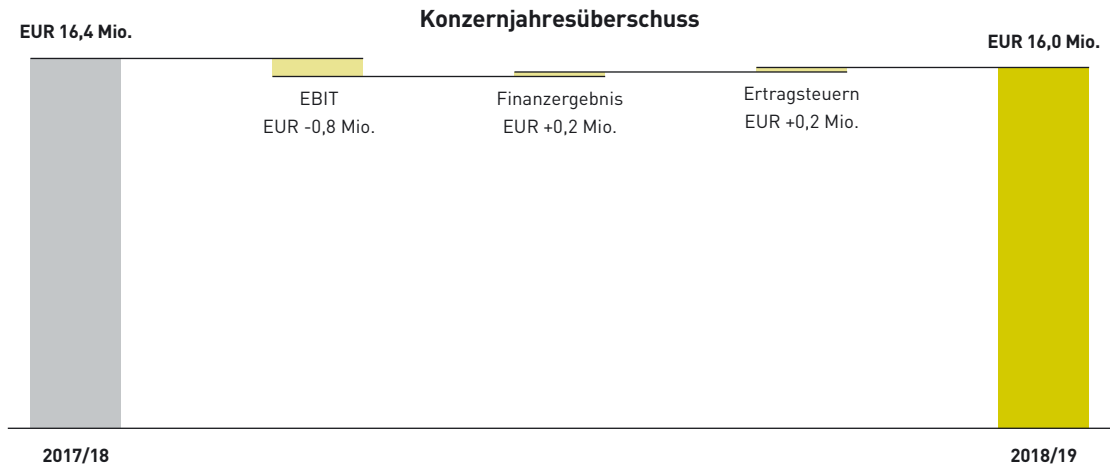 Konzernjahresüberschuss
EUR 16,4 Mio.
EUR 16,0 Mio.
EBIT
EUR -0,8 Mio.
Finanzergebnis
EUR +0,2 Mio.
Ertragsteuern
EUR +0,2 Mio.
2017/18
2018/19